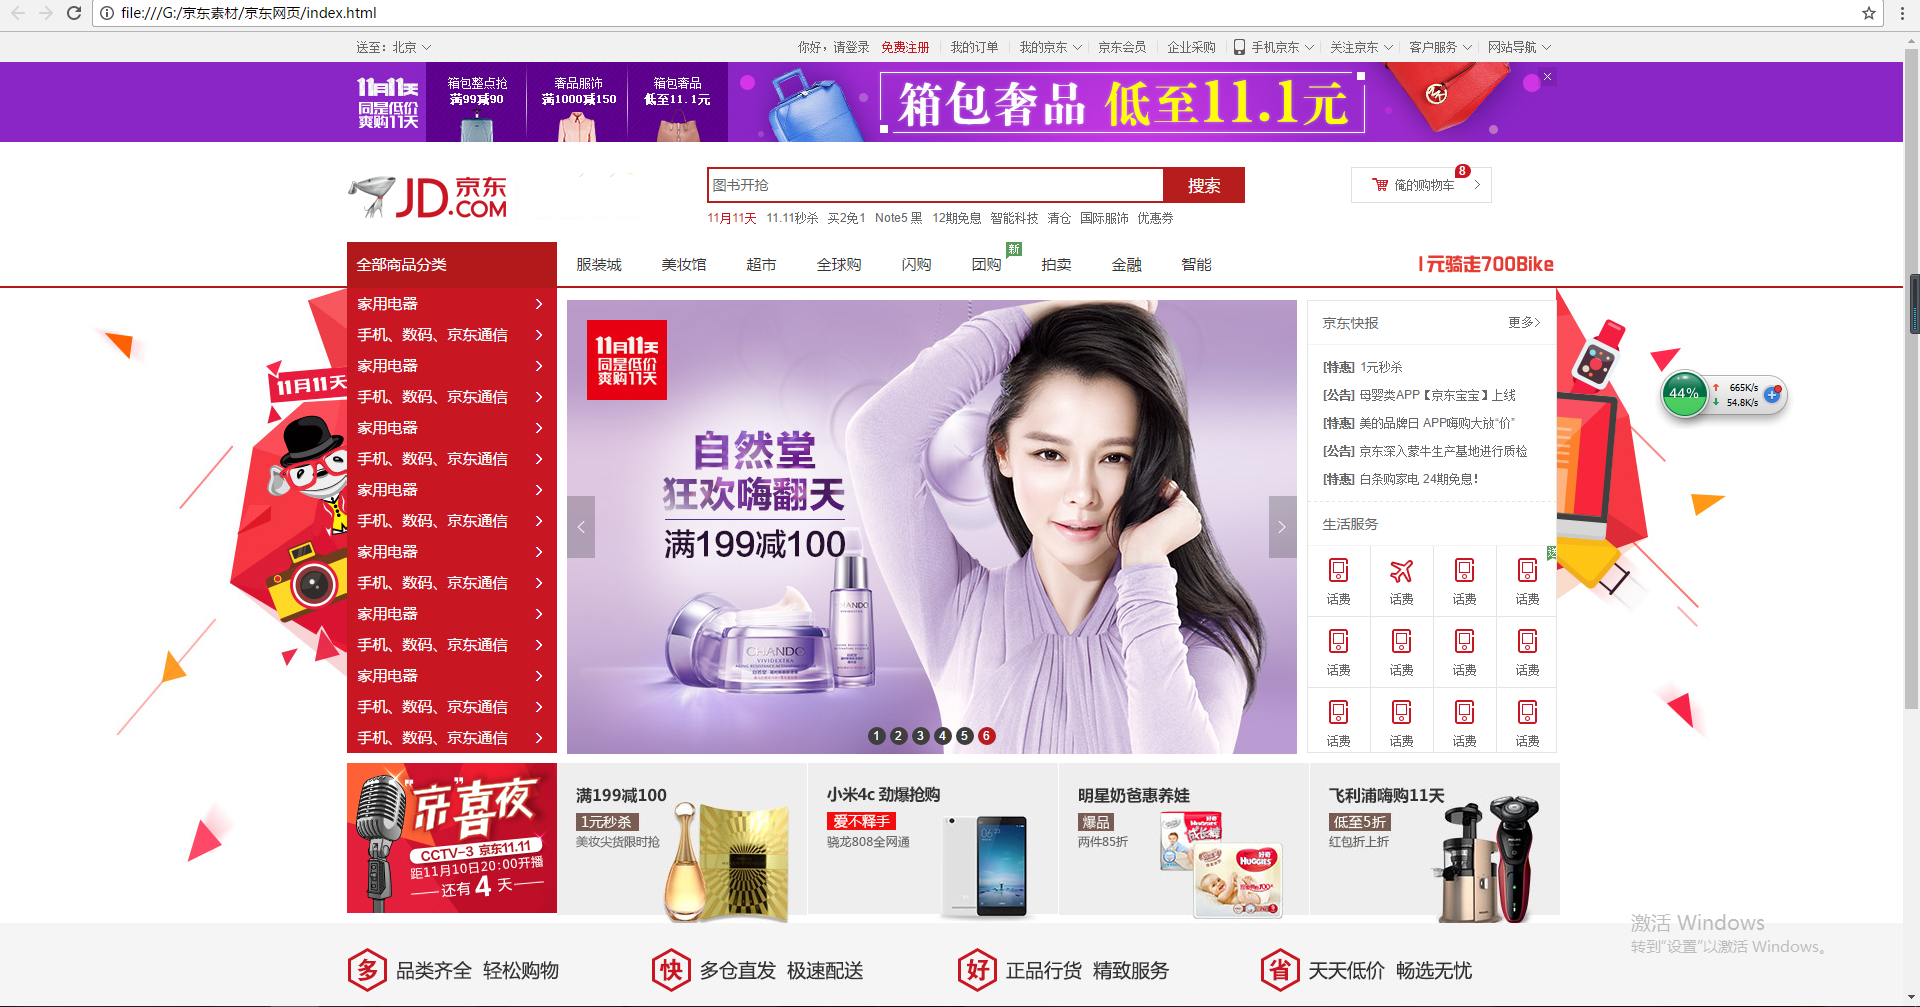 file:///G:/京东素材/京东网页/index.html
送至：北京
你好，请登录 免费注册 我的订单 我的京东 京东会员 企业采购 手机京东 关注京东 客户服务 网站导航
11月11天
同是低价
爽购11天
箱包整点抢
满99减90
奢品服饰
满1000减150
箱包奢品
低至11.1元
箱包奢品 低至11.1元
JD.COM 京东
图书开抢
搜索
8
俺的购物车
11月11天 11.11秒杀 买2免1 Note5 黑 12期免息 智能科技 清仓 国际服饰 优惠券
全部商品分类
服装城 美妆馆 超市 全球购 闪购 团购 新 拍卖 金融 智能
1元骑走700Bike
家用电器
手机、数码、京东通信
家用电器
手机、数码、京东通信
家用电器
手机、数码、京东通信
家用电器
手机、数码、京东通信
家用电器
手机、数码、京东通信
家用电器
手机、数码、京东通信
家用电器
手机、数码、京东通信
手机、数码、京东通信
11月11天
11月11天
同是低价
爽购11天
自然堂
狂欢嗨翻天
满199减100
CHANDO
VIVIDEXTRA
1 2 3 4 5 6
京东快报
更多
[特惠] 1元秒杀
[公告] 母婴类APP【京东宝宝】上线
[特惠] 美的品牌日 APP嗨购大放“价”
[公告] 京东深入蒙牛生产基地进行质检
[特惠] 白条购家电 24期免息！
生活服务
话费 话费 话费 话费
话费 话费 话费 话费
话费 话费 话费 话费
44%
665K/s
54.8K/s
“京”喜夜
CCTV-3 京东11.11
距11月10日20:00开播
还有4天
满199减100
1元秒杀
美妆尖货限时抢
小米4c 劲爆抢购
爱不释手
骁龙808全网通
明星奶爸惠养娃
爆品
两件85折
HUGGIES
飞利浦嗨购11天
低至5折
红包折上折
激活 Windows
转到“设置”以激活 Windows。
多 品类齐全 轻松购物
快 多仓直发 极速配送
好 正品行货 精致服务
省 天天低价 畅选无忧